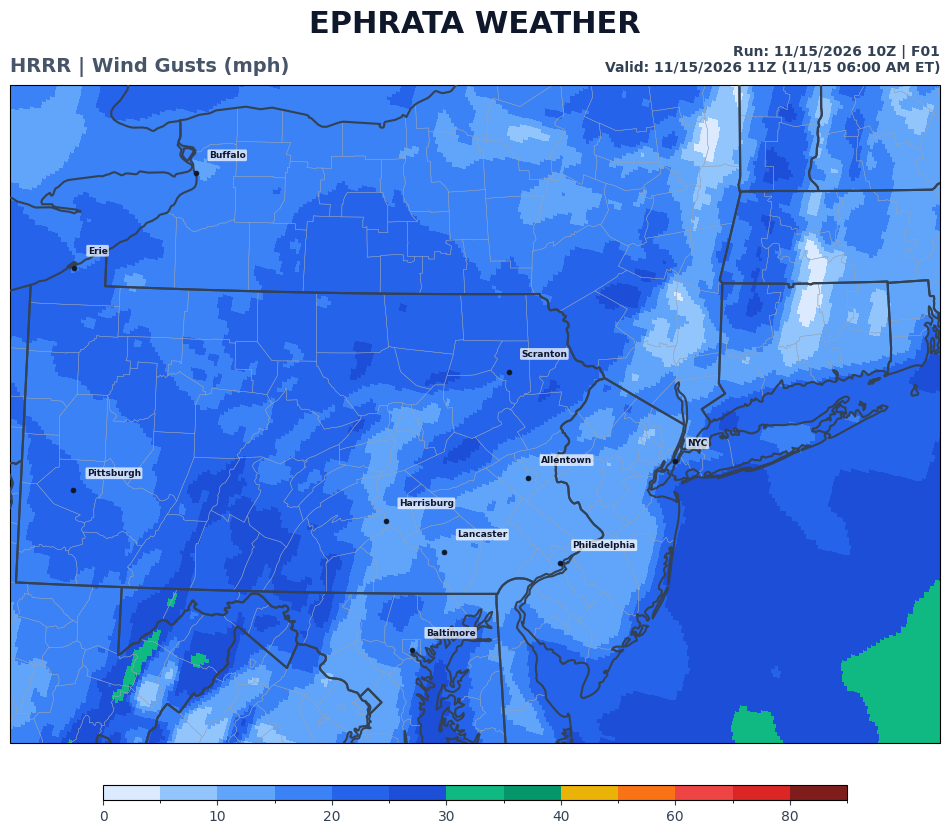 EPHRATA WEATHER
HRRR | Wind Gusts (mph)
Run: 11/15/2026 10Z | F01
Valid: 11/15/2026 11Z (11/15 06:00 AM ET)
Buffalo
Erie
Scranton
NYC
Allentown
Pittsburgh
Harrisburg
Lancaster
Philadelphia
Baltimore
0 10 20 30 40 50 60 70 80